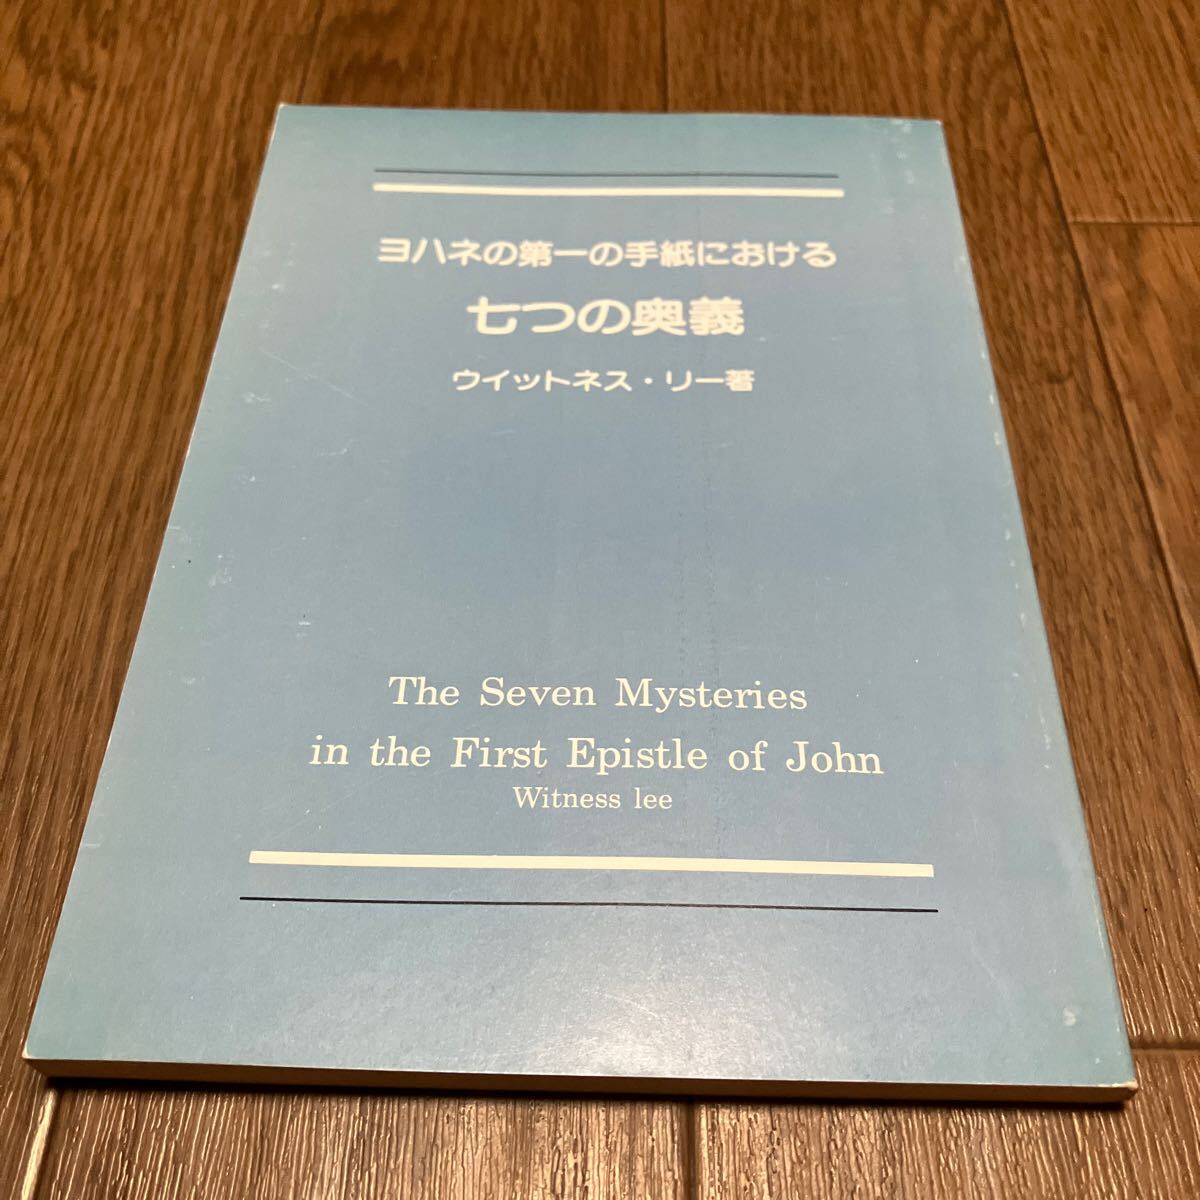 ヨハネの第一の手紙における
七つの奥義
ウイットネス・リー著
The Seven Mysteries
in the First Epistle of John
Witness lee